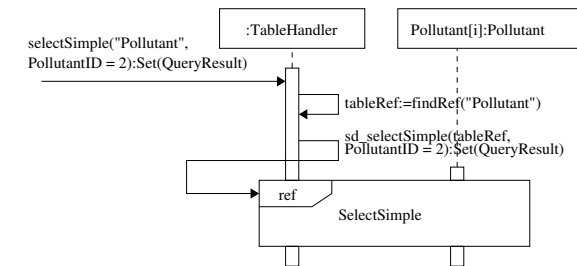 :TableHandler
Pollutant[i]:Pollutant
selectSimple("Pollutant",
PollutantID = 2):Set(QueryResult)
tableRef:=findRef("Pollutant")
sd_selectSimple(tableRef,
PollutantID = 2):Set(QueryResult)
ref
SelectSimple